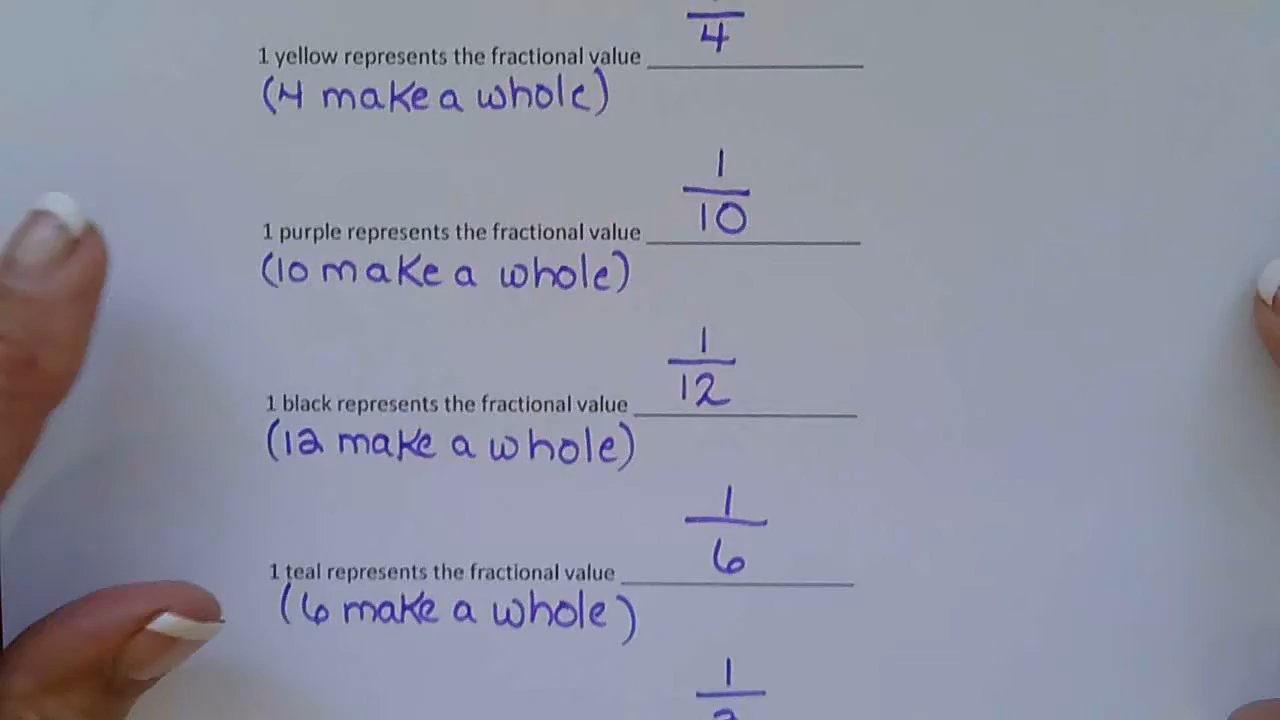 4
1 yellow represents the fractional value
(4 make a whole)
1
10
1 purple represents the fractional value
(10 make a whole)
1
12
1 black represents the fractional value
(12 make a whole)
1
6
1 teal represents the fractional value
(6 make a whole)
1